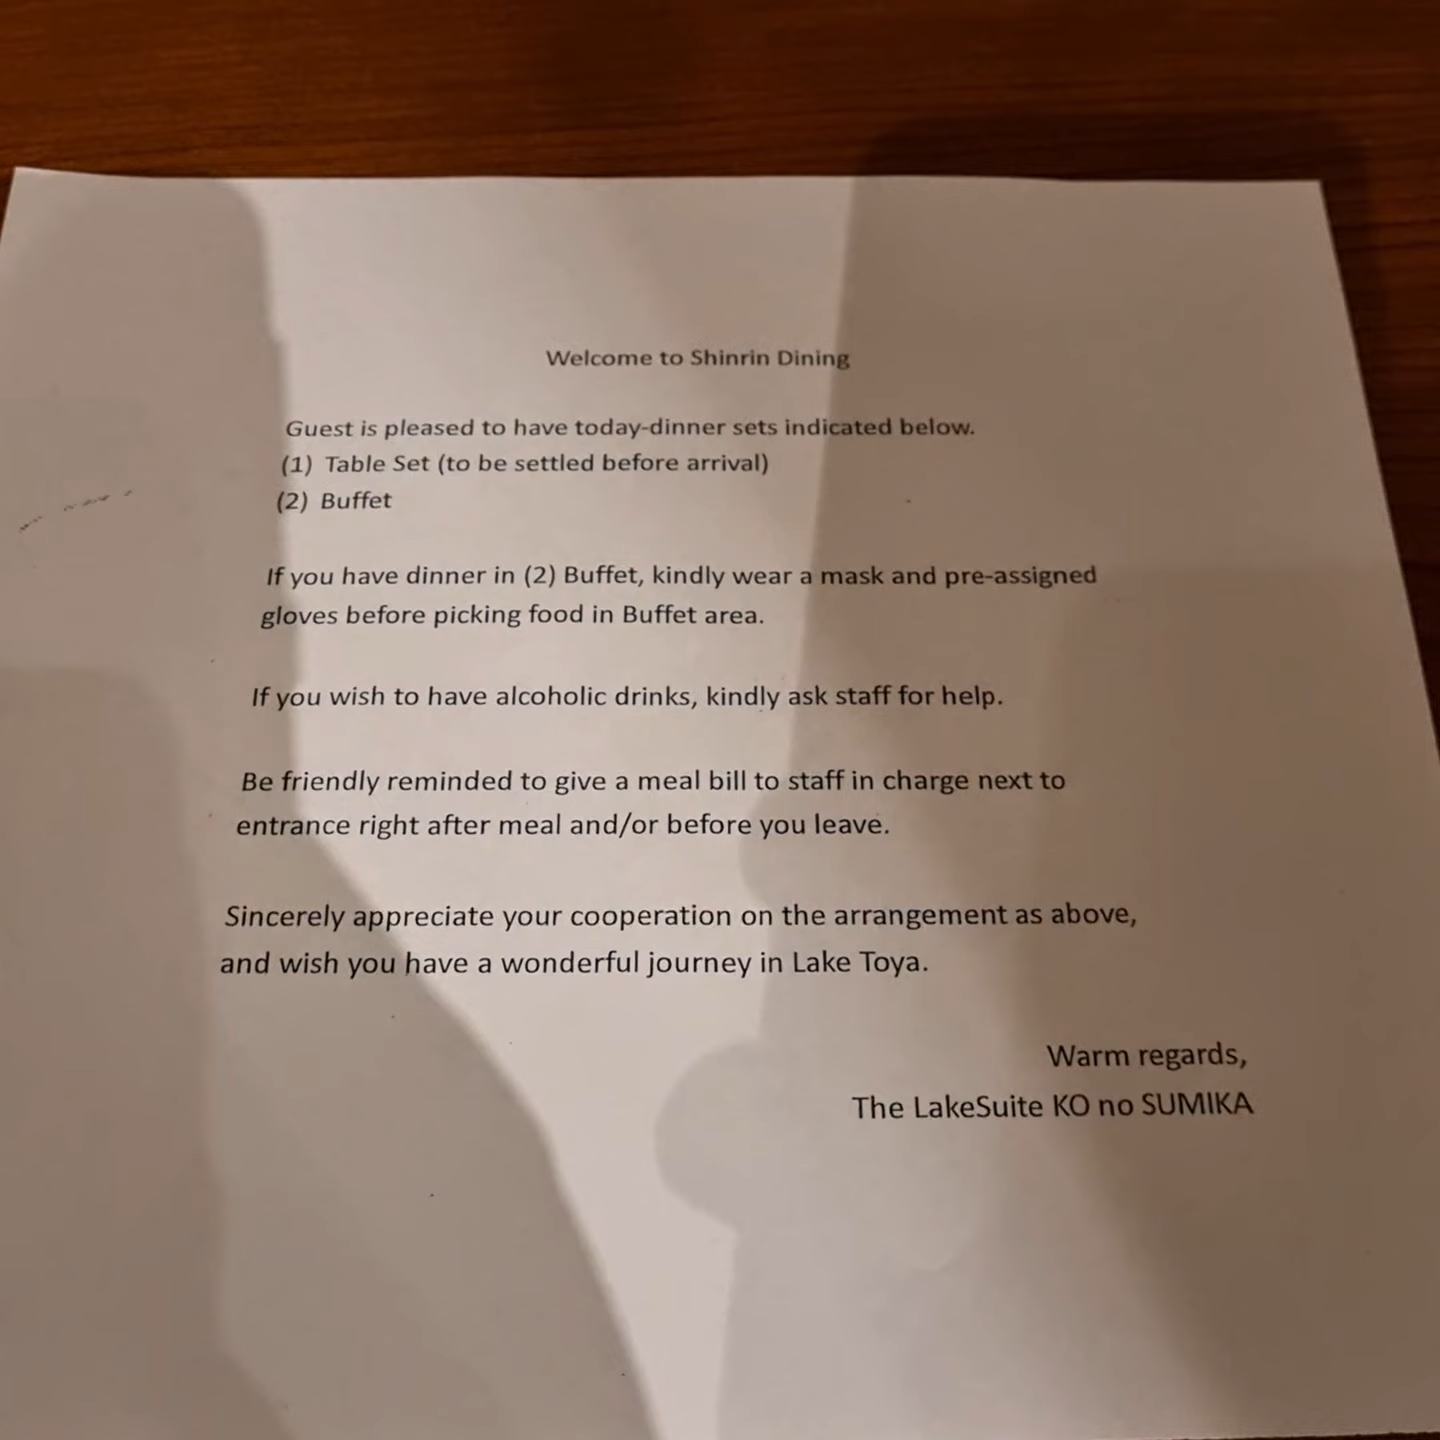 Welcome to Shinrin Dining
Guest is pleased to have today-dinner sets indicated below.
(1) Table Set (to be settled before arrival)
(2) Buffet
If you have dinner in (2) Buffet, kindly wear a mask and pre-assigned
gloves before picking food in Buffet area.
If you wish to have alcoholic drinks, kindly ask staff for help.
Be friendly reminded to give a meal bill to staff in charge next to
entrance right after meal and/or before you leave.
Sincerely appreciate your cooperation on the arrangement as above,
and wish you have a wonderful journey in Lake Toya.
Warm regards,
The LakeSuite KO no SUMIKA